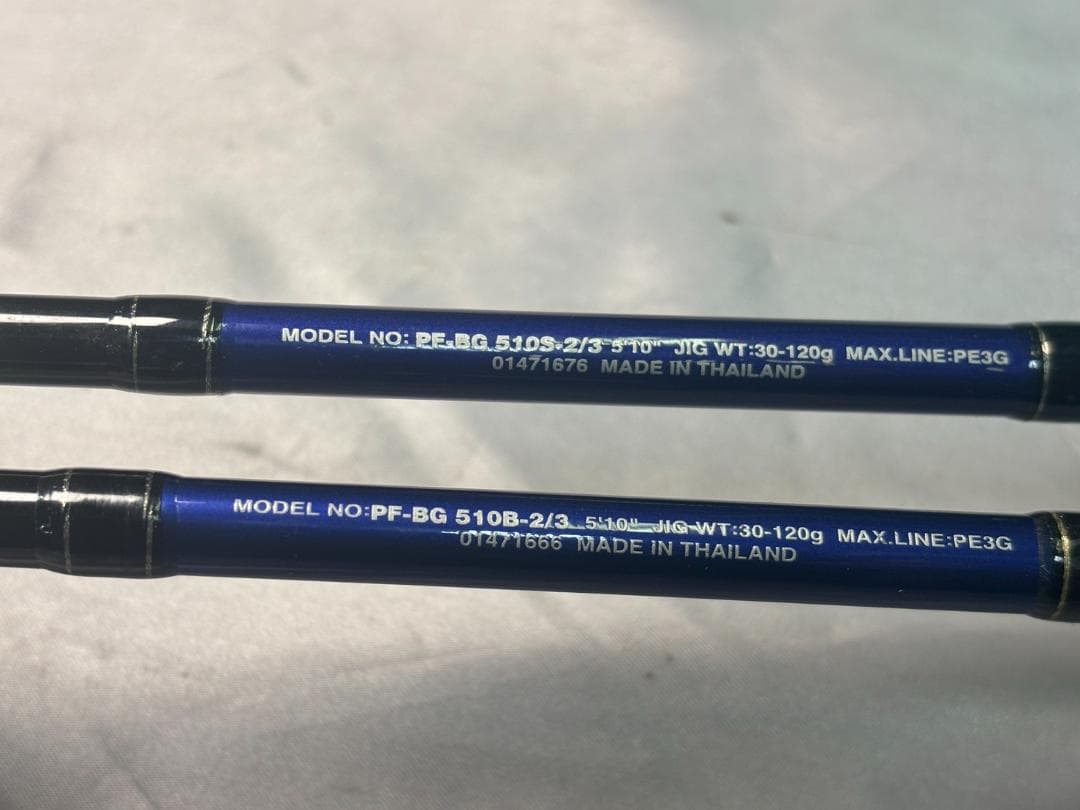 MODEL NO: PF-BG 510S-2/3 5'10" JIG WT:30-120g MAX.LINE:PE3G
01471676 MADE IN THAILAND
MODEL NO:PF-BG 510B-2/3 5'10" JIG WT:30-120g MAX.LINE:PE3G
01471666 MADE IN THAILAND